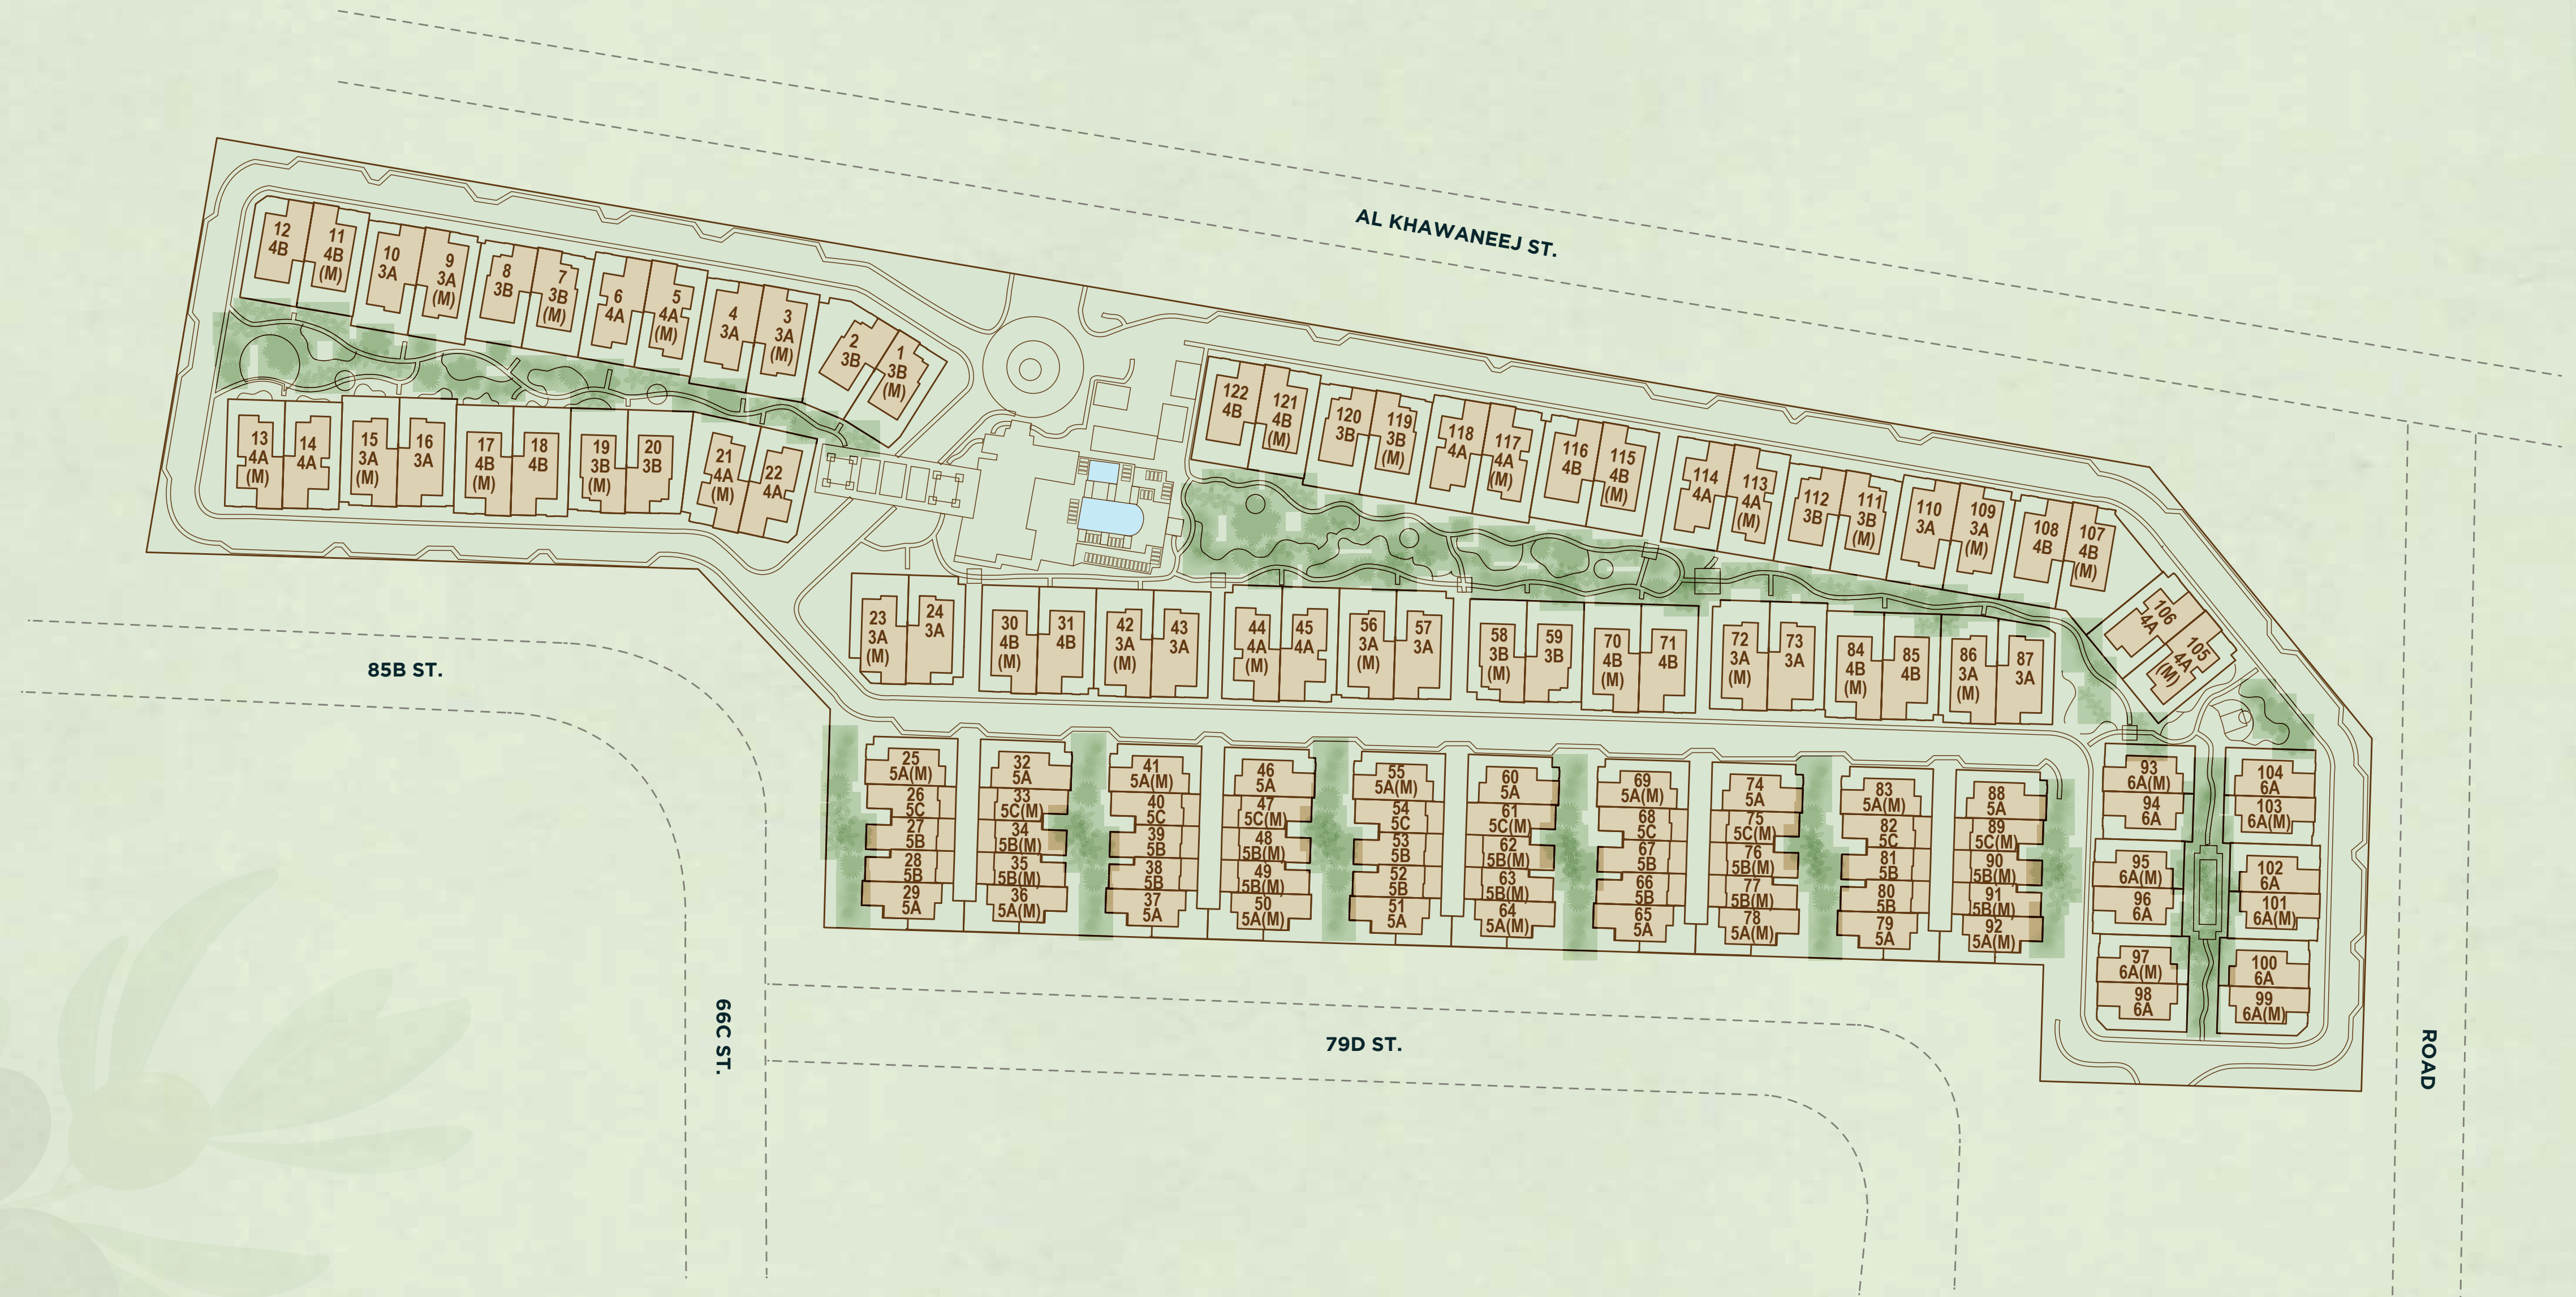 AL KHAWANEEJ ST.
12
4B
11
4B
(M)
10
3A
9
3A
(M)
8
3B
7
3B
(M)
6
4A
5
4A
(M)
4
3A
3
3A
(M)
2
3B
1
3B
(M)
13
4A
(M)
14
4A
15
3A
(M)
16
3A
17
4B
(M)
18
4B
19
3B
(M)
20
3B
21
4A
(M)
22
4A
122
4B
121
4B
(M)
120
3B
119
3B
(M)
118
4A
117
4A
(M)
116
4B
115
4B
(M)
114
4A
113
4A
(M)
112
3B
111
3B
(M)
110
3A
109
3A
(M)
108
4B
107
4B
(M)
106
4A
105
4A
(M)
23
3A
(M)
24
3A
30
4B
(M)
31
4B
42
3A
(M)
43
3A
44
4A
(M)
45
4A
56
3A
(M)
57
3A
58
3B
(M)
59
3B
70
4B
(M)
71
4B
72
3A
(M)
73
3A
84
4B
(M)
85
4B
86
3A
(M)
87
3A
85B ST.
25
5A(M)
26
5C
27
5B
28
5B
29
5A
32
5A
33
5C(M)
34
5B(M)
35
5B(M)
36
5A(M)
41
5A(M)
40
5C
39
5B
38
5B
37
5A
46
5A
47
5C(M)
48
5B(M)
49
5B(M)
50
5A(M)
55
5A(M)
54
5C
53
5B
52
5B
51
5A
60
5A
61
5C(M)
62
5B(M)
63
5B(M)
64
5A(M)
69
5A(M)
68
5C
67
5B
66
5B
65
5A
74
5A
75
5C(M)
76
5B(M)
77
5B(M)
78
5A(M)
83
5A(M)
82
5C
81
5B
80
5B
79
5A
88
5A
89
5C(M)
90
5B(M)
91
5B(M)
92
5A(M)
93
6A(M)
94
6A
95
6A(M)
96
6A
97
6A(M)
98
6A
104
6A
103
6A(M)
102
6A
101
6A(M)
100
6A
99
6A(M)
66C ST.
79D ST.
ROAD